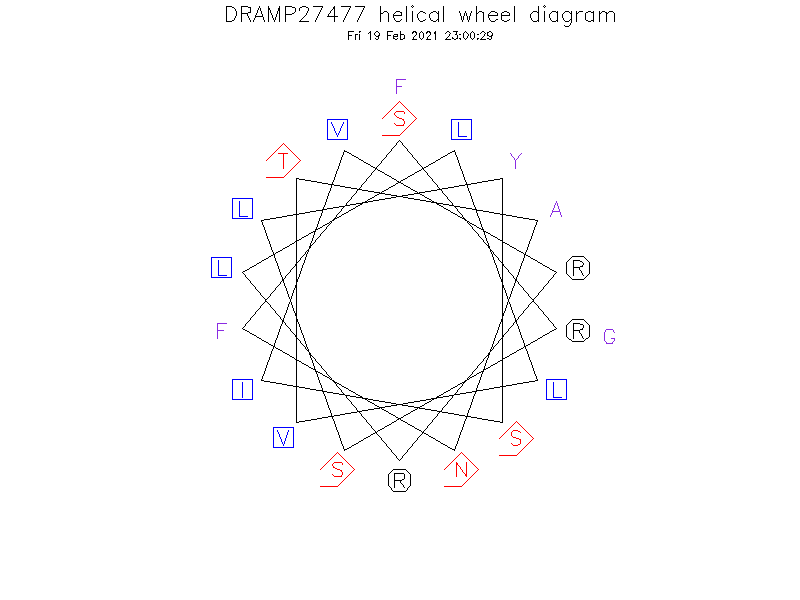 DRAMP27477 helical wheel diagram
Fri 19 Feb 2021 23:00:29
F
S
V L
T Y
L A
L R
F R G
I L
V S
S R N